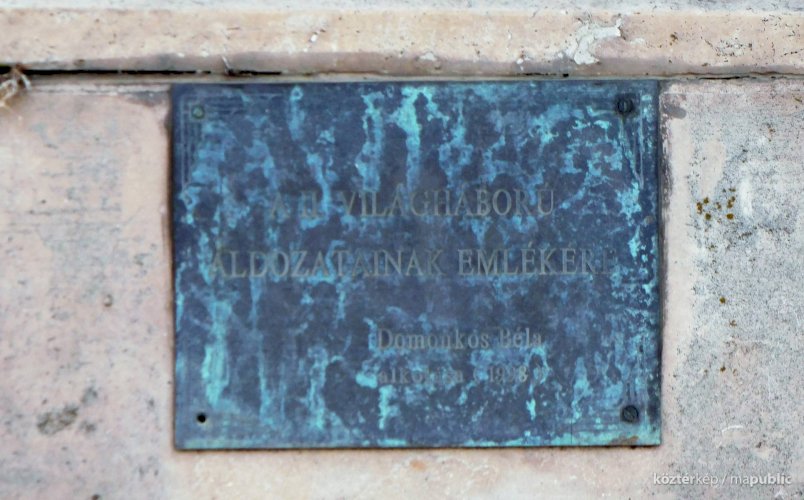 A II. VILÁGHÁBORÚ
ÁLDOZATAINAK EMLÉKÉRE
Domonkos Béla
alkotása
köztérkép / mapublic